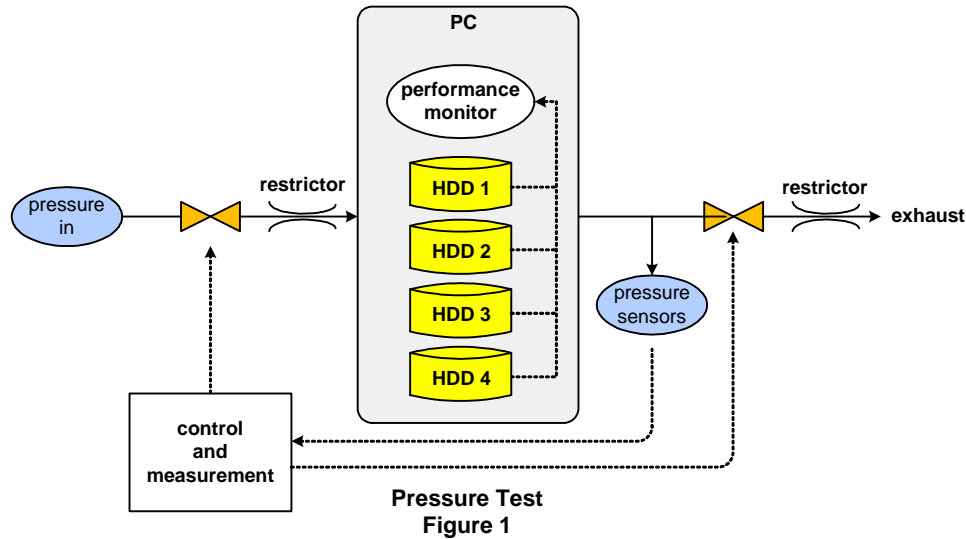 PC
performance
monitor
HDD 1
HDD 2
HDD 3
HDD 4
pressure
in
restrictor
restrictor
exhaust
pressure
sensors
control
and
measurement
Pressure Test
Figure 1